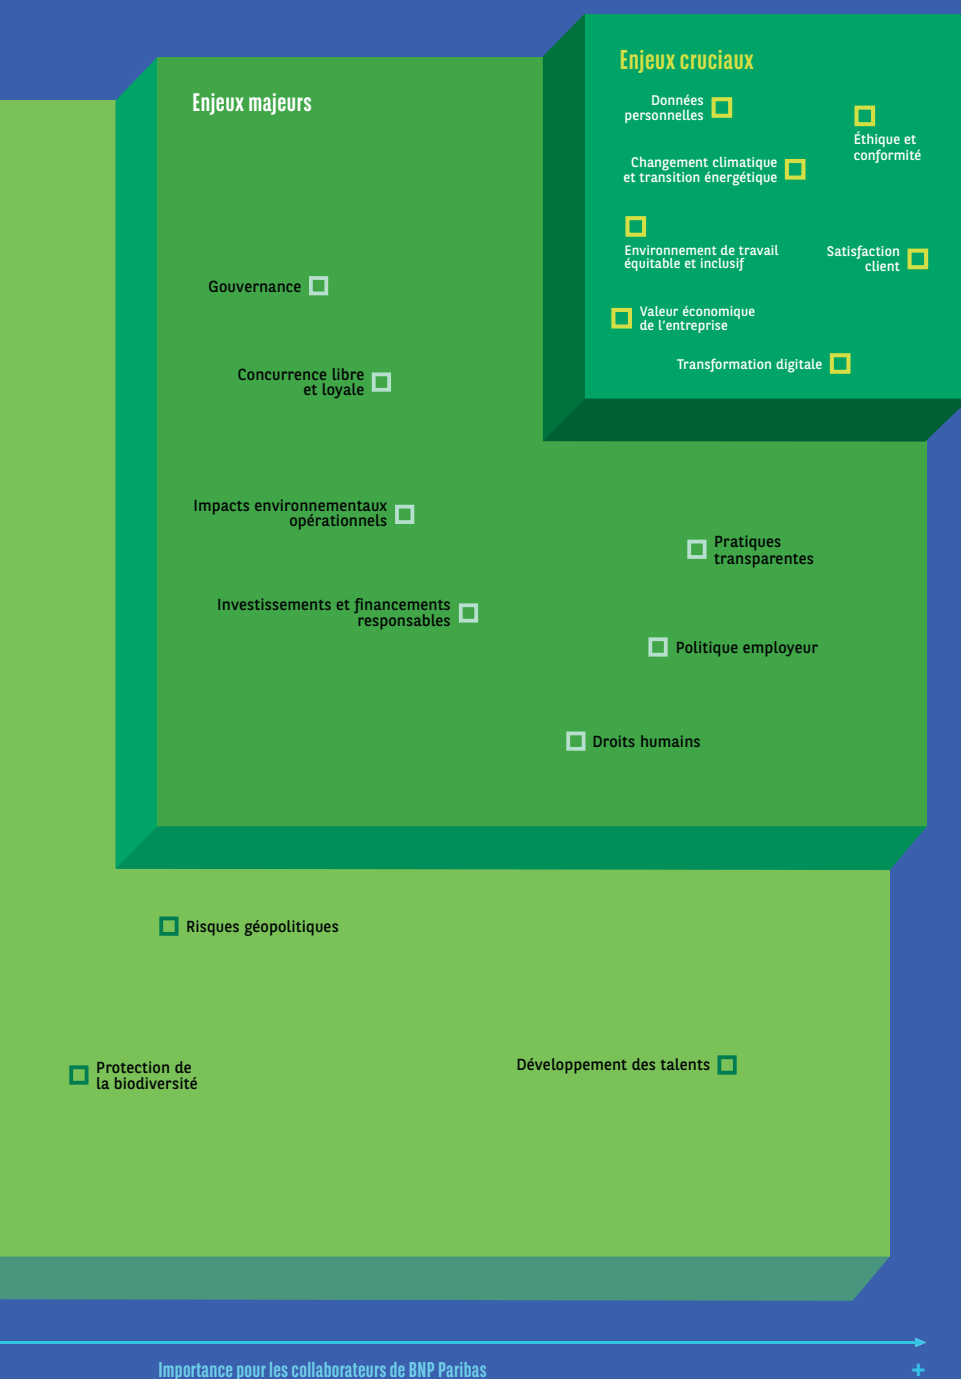 Enjeux cruciaux
Données
personnelles
Éthique et
conformité
Changement climatique
et transition énergétique
Environnement de travail
équitable et inclusif
Satisfaction
client
Valeur économique
de l’entreprise
Transformation digitale
Enjeux majeurs
Gouvernance
Concurrence libre
et loyale
Impacts environnementaux
opérationnels
Pratiques
transparentes
Investissements et financements
responsables
Politique employeur
Droits humains
Risques géopolitiques
Protection de
la biodiversité
Développement des talents
Importance pour les collaborateurs de BNP Paribas
+